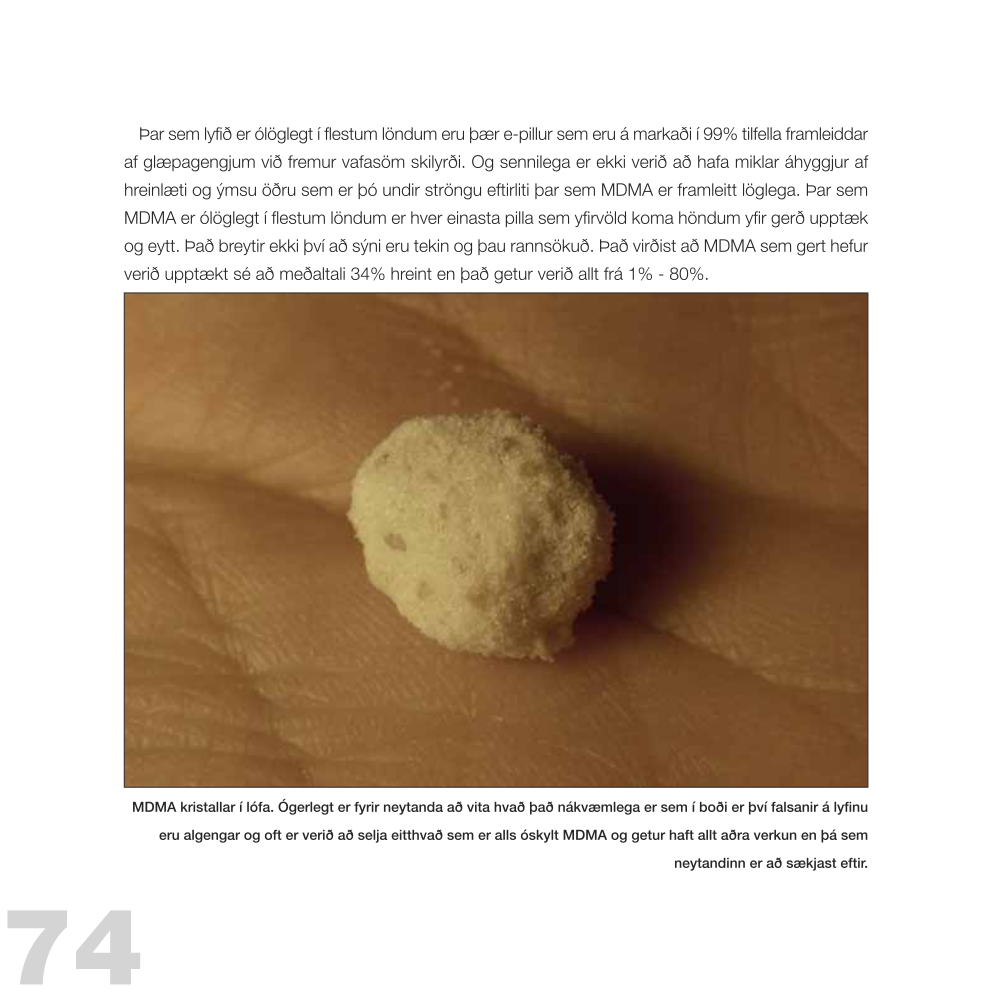 Þar sem lyfið er ólöglegt í flestum löndum eru þær e-pillur sem eru á markaði í 99% tilfella framleiddar
af glæpagengjum við fremur vafasöm skilyrði. Og sennilega er ekki verið að hafa miklar áhyggjur af
hreinlæti og ýmsu öðru sem er þó undir ströngu eftirliti þar sem MDMA er framleitt löglega. Þar sem
MDMA er ólöglegt í flestum löndum er hver einasta pilla sem yfirvöld koma höndum yfir gerð upptæk
og eytt. Það breytir ekki því að sýni eru tekin og þau rannsökuð. Það virðist að MDMA sem gert hefur
verið upptækt sé að meðaltali 34% hreint en það getur verið allt frá 1% - 80%.
MDMA kristallar í lófa. Ógerlegt er fyrir neytanda að vita hvað það nákvæmlega er sem í boði er því falsanir á lyfinu
eru algengar og oft er verið að selja eitthvað sem er alls óskylt MDMA og getur haft allt aðra verkun en þá sem
neytandinn er að sækjast eftir.
74